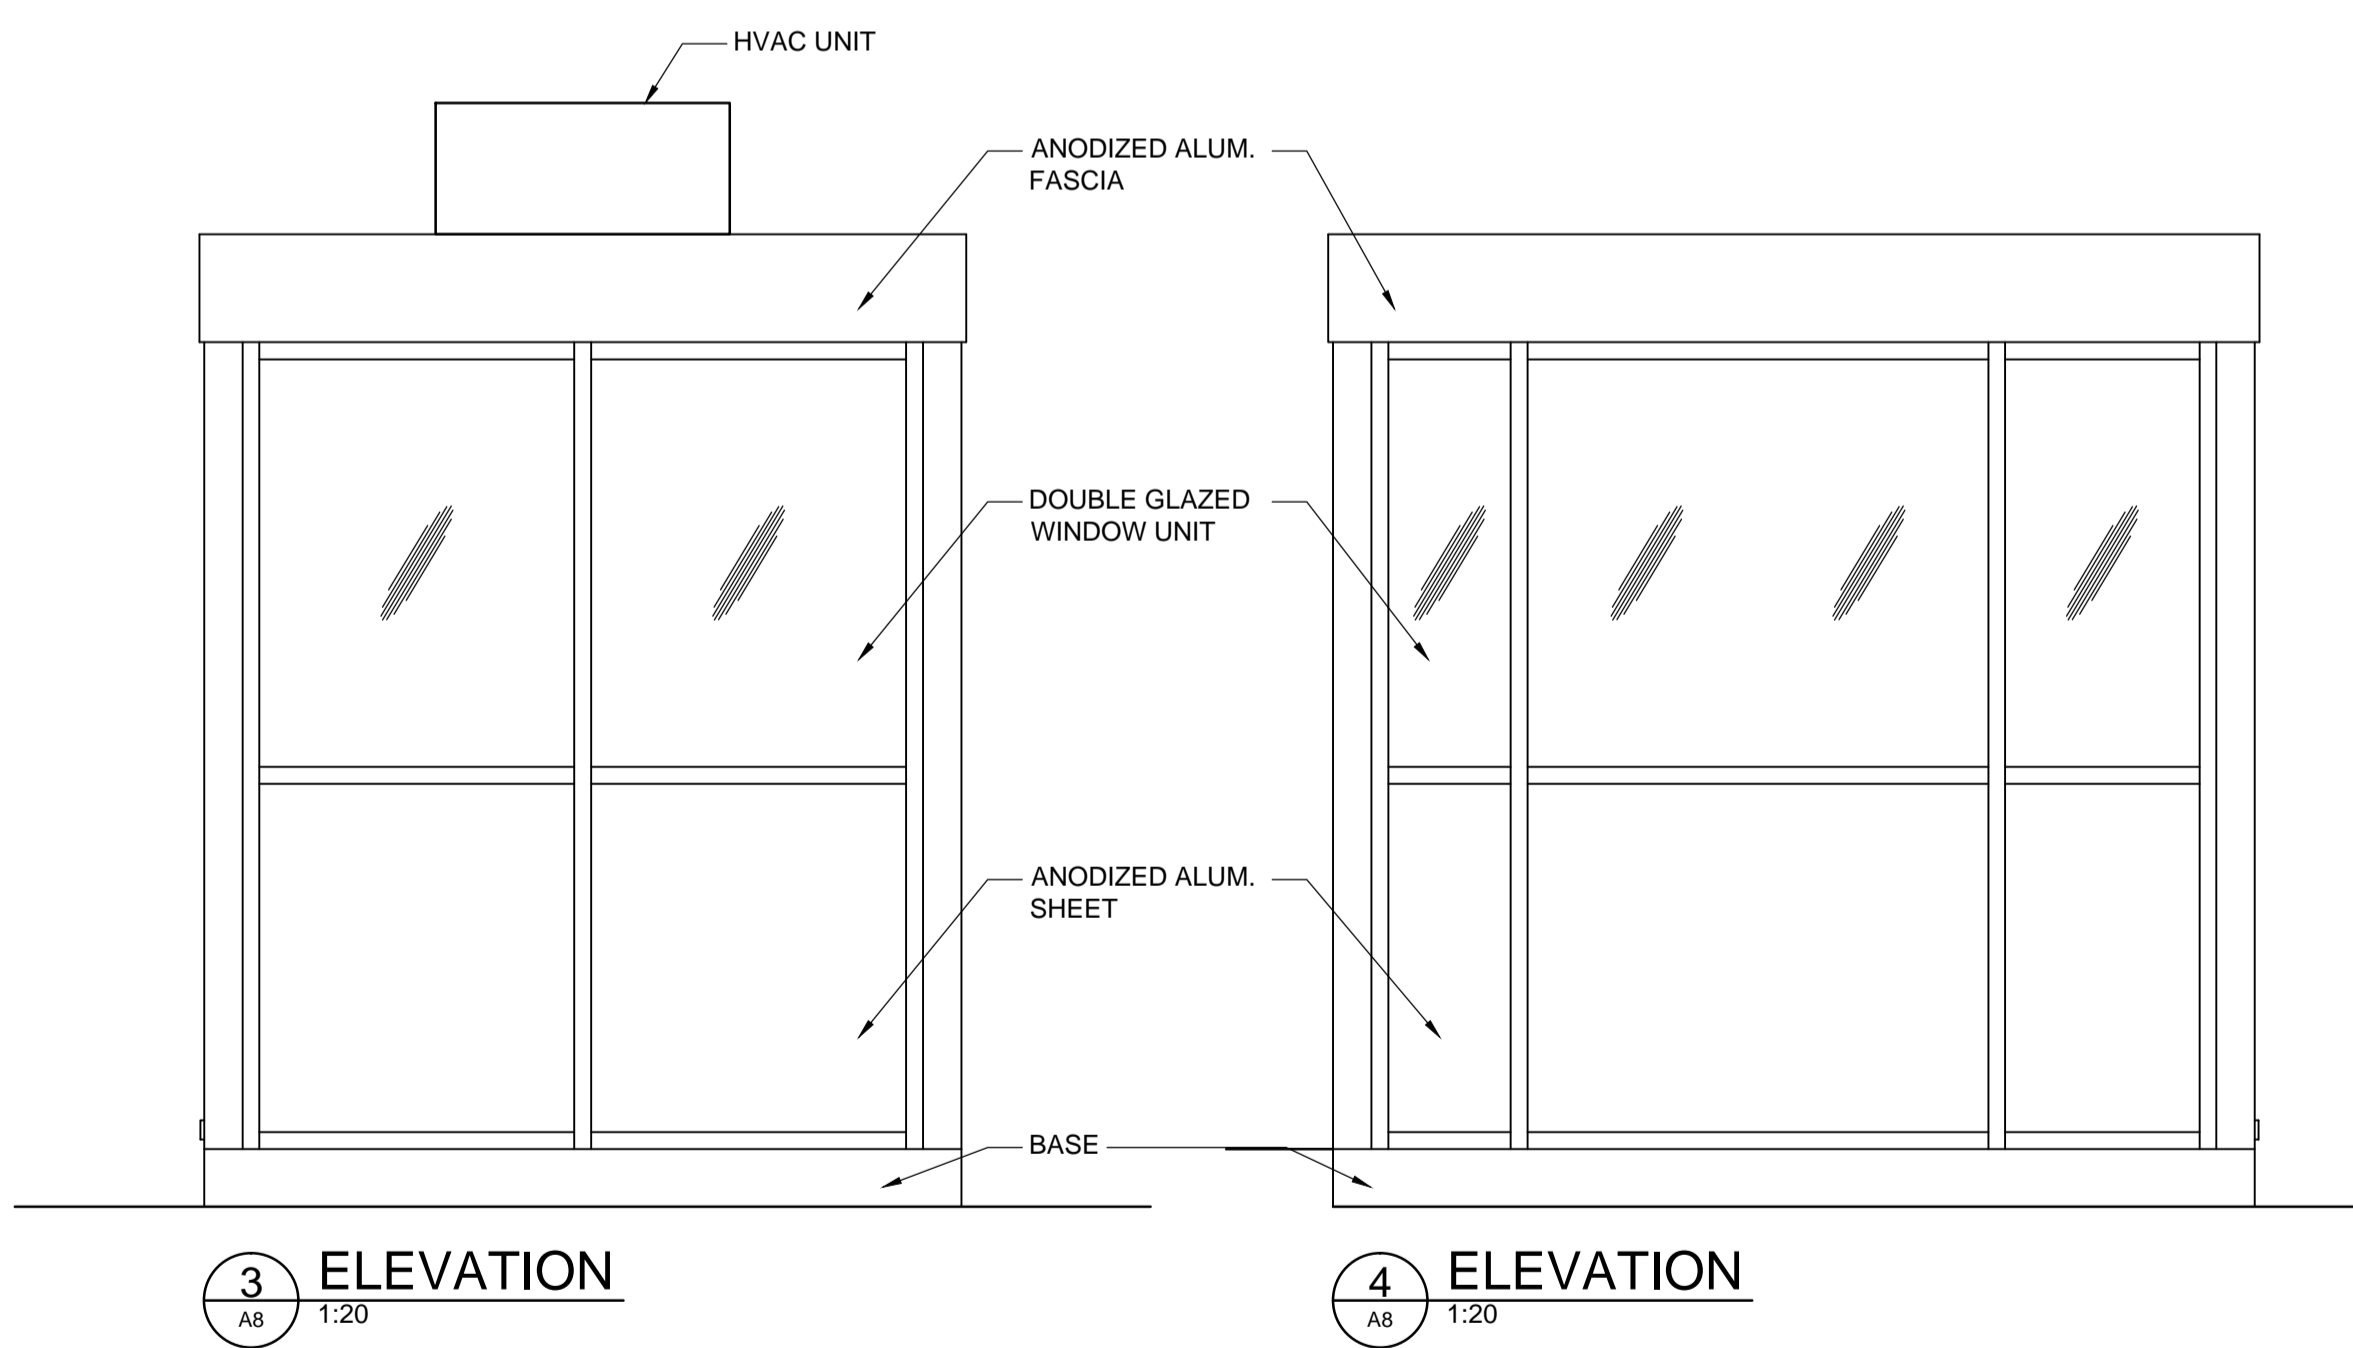 HVAC UNIT
ANODIZED ALUM.
FASCIA
DOUBLE GLAZED
WINDOW UNIT
ANODIZED ALUM.
SHEET
BASE
3
A8
ELEVATION
1:20
4
A8
ELEVATION
1:20